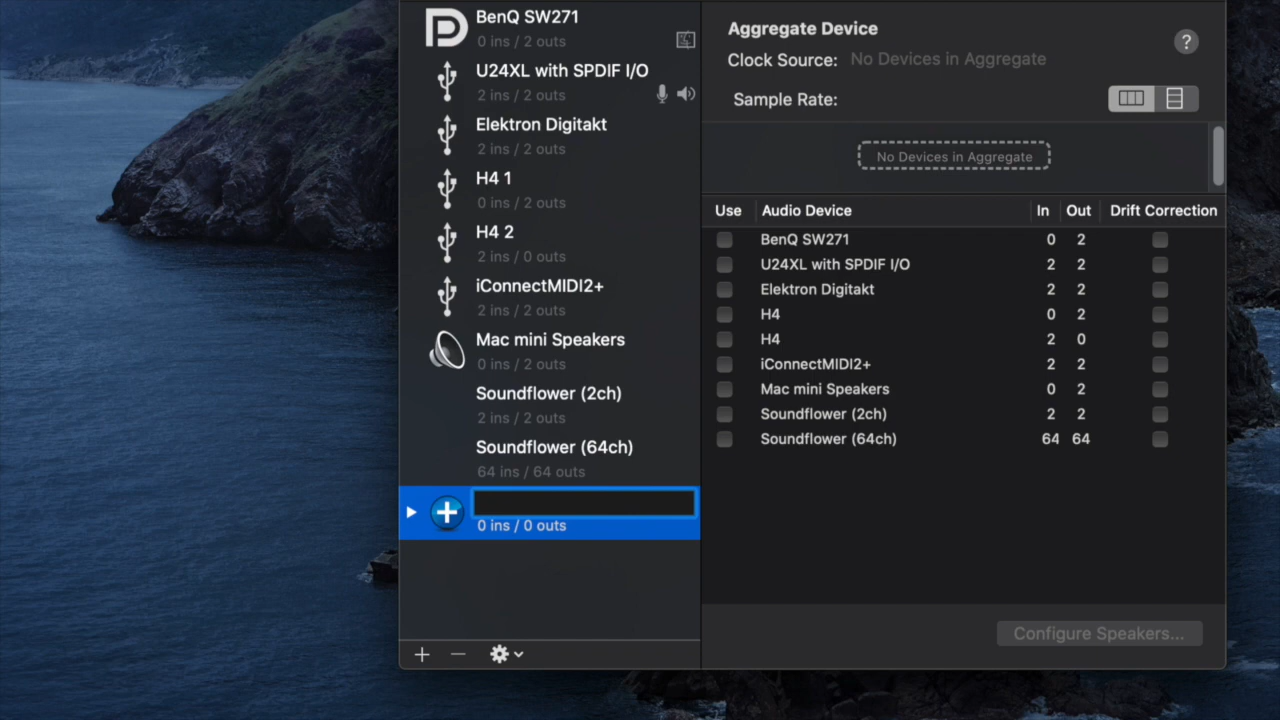 BenQ SW271
0 ins / 2 outs
U24XL with SPDIF I/O
2 ins / 2 outs
Elektron Digitakt
2 ins / 2 outs
H4 1
0 ins / 2 outs
H4 2
2 ins / 0 outs
iConnectMIDI2+
2 ins / 2 outs
Mac mini Speakers
0 ins / 2 outs
Soundflower (2ch)
2 ins / 2 outs
Soundflower (64ch)
64 ins / 64 outs
0 ins / 0 outs
Aggregate Device
?
Clock Source: No Devices in Aggregate
Sample Rate:
No Devices in Aggregate
Use Audio Device In Out Drift Correction
BenQ SW271 0 2
U24XL with SPDIF I/O 2 2
Elektron Digitakt 2 2
H4 0 2
H4 2 0
iConnectMIDI2+ 2 2
Mac mini Speakers 0 2
Soundflower (2ch) 2 2
Soundflower (64ch) 64 64
Configure Speakers...